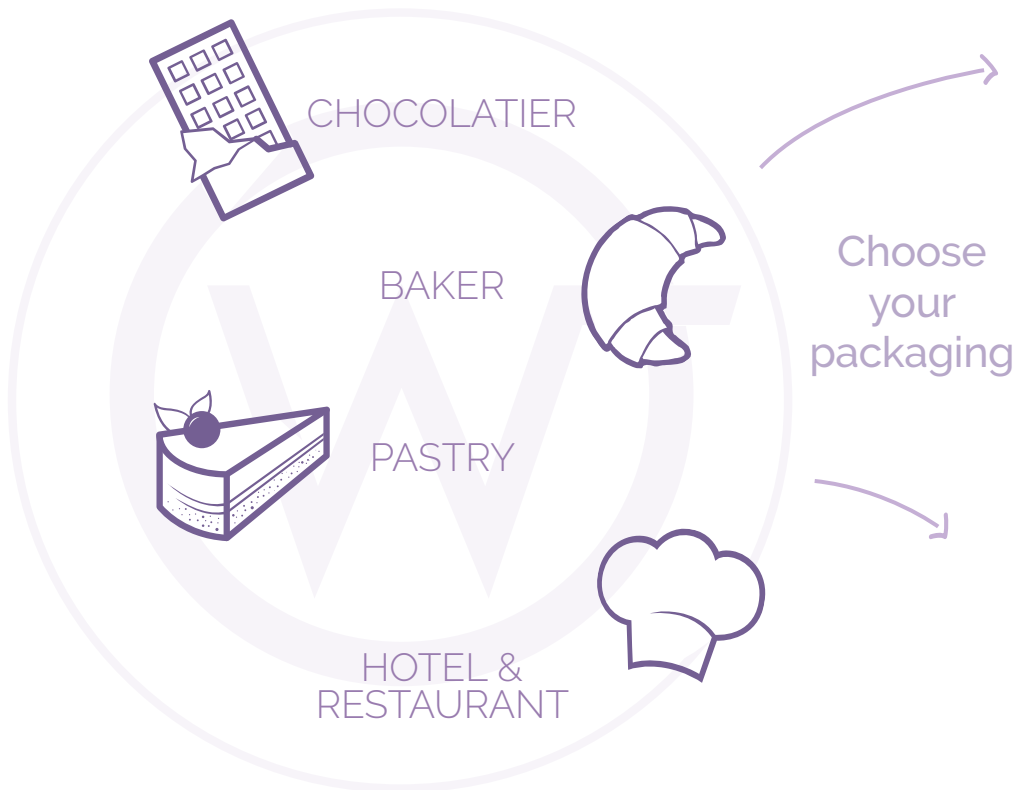 CHOCOLATIER
BAKER
Choose
your
packaging
PASTRY
HOTEL &
RESTAURANT